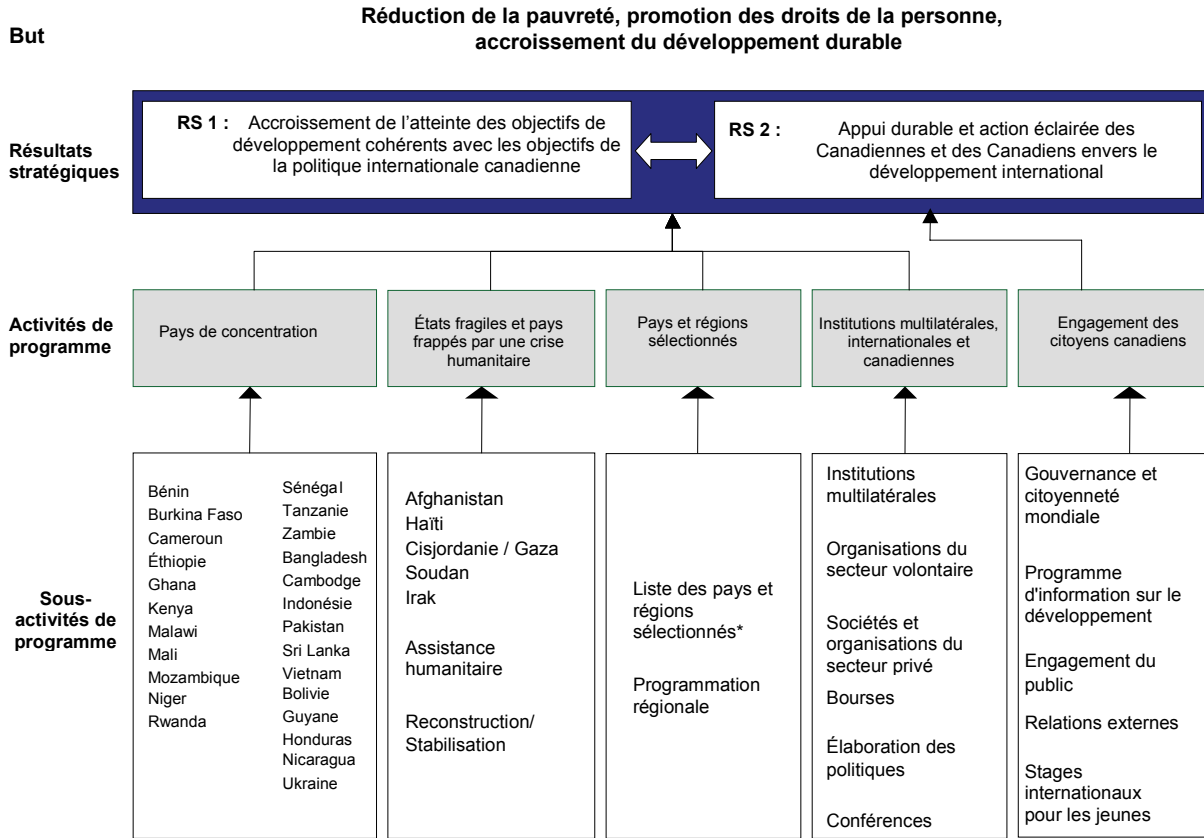 But
Réduction de la pauvreté, promotion des droits de la personne,
accroissement du développement durable
Résultats
stratégiques
RS 1 : Accroissement de l'atteinte des objectifs de
développement cohérents avec les objectifs de
la politique internationale canadienne
RS 2 : Appui durable et action éclairée des
Canadiennes et des Canadiens envers le
développement international
Activités de
programme
Pays de concentration
États fragiles et pays
frappés par une crise
humanitaire
Pays et régions
sélectionnés
Institutions multilatérales,
internationales et
canadiennes
Engagement des
citoyens canadiens
Sous-
activités de
programme
Bénin
Burkina Faso
Cameroun
Éthiopie
Ghana
Kenya
Malawi
Mali
Mozambique
Niger
Rwanda
Sénégal
Tanzanie
Zambie
Bangladesh
Cambodge
Indonésie
Pakistan
Sri Lanka
Vietnam
Bolivie
Guyane
Honduras
Nicaragua
Ukraine
Afghanistan
Haïti
Cisjordanie / Gaza
Soudan
Irak
Assistance
humanitaire
Reconstruction/
Stabilisation
Liste des pays et
régions
sélectionnés*
Programmation
régionale
Institutions
multilatérales
Organisations du
secteur volontaire
Sociétés et
organisations du
secteur privé
Bourses
Élaboration des
politiques
Conférences
Gouvernance et
citoyenneté
mondiale
Programme
d'information sur le
développement
Engagement du
public
Relations externes
Stages
internationaux
pour les jeunes